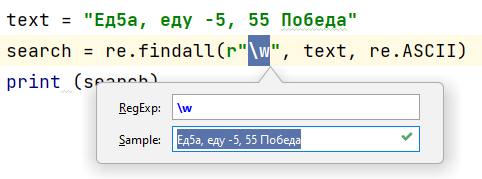 text = "Ед5а, еду -5, 55 Победа"
search = re.findall(r"\w", text, re.ASCII)
print (search)
RegExp: \w
Sample: Ед5а, еду -5, 55 Победа